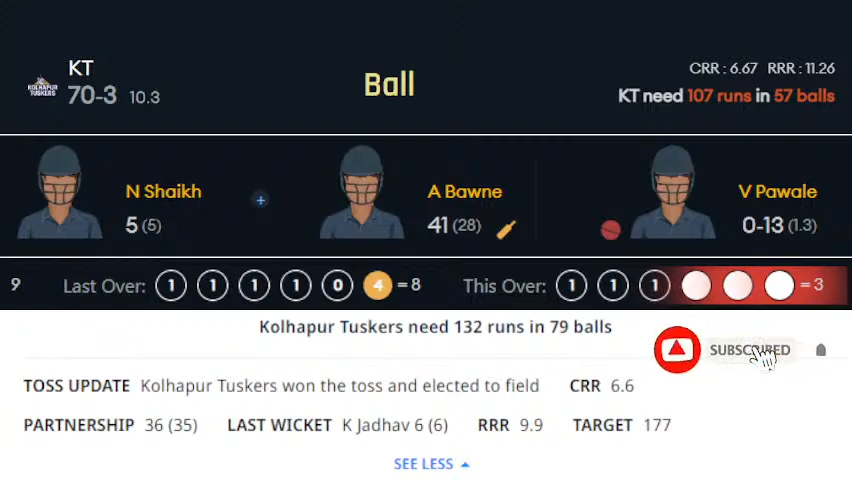 KT
70-3 10.3
KOLHAPUR
TUSKERS
Ball
CRR : 6.67 RRR : 11.26
KT need 107 runs in 57 balls
N Shaikh
5 (5)
+
A Bawne
41 (28)
V Pawale
0-13 (1.3)
9 Last Over: 1 1 1 1 0 4 = 8 This Over: 1 1 1 = 3
Kolhapur Tuskers need 132 runs in 79 balls
SUBSCRIBED
TOSS UPDATE Kolhapur Tuskers won the toss and elected to field CRR 6.6
PARTNERSHIP 36 (35) LAST WICKET K Jadhav 6 (6) RRR 9.9 TARGET 177
SEE LESS